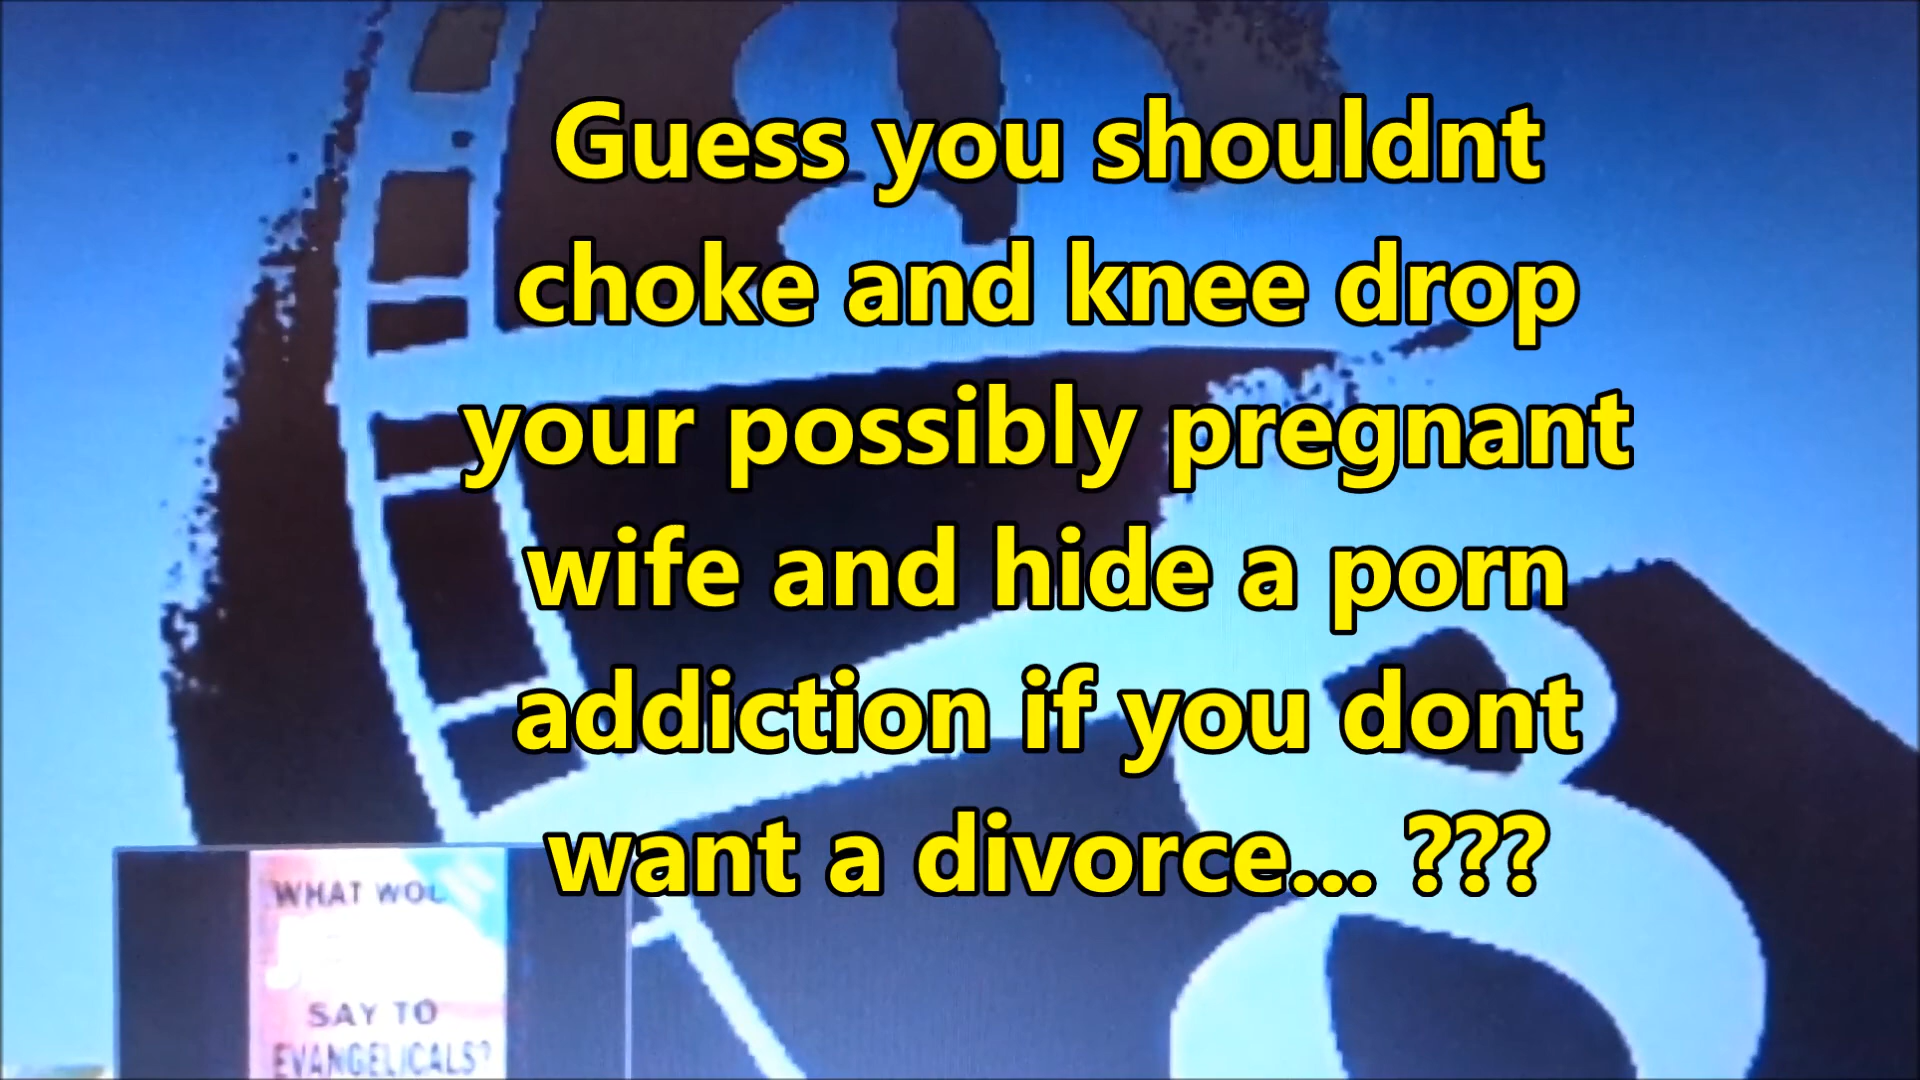 Guess you shouldnt
choke and knee drop
your possibly pregnant
wife and hide a porn
addiction if you dont
want a divorce... ???
WHAT WOU
SAY TO
EVANGELICALS?